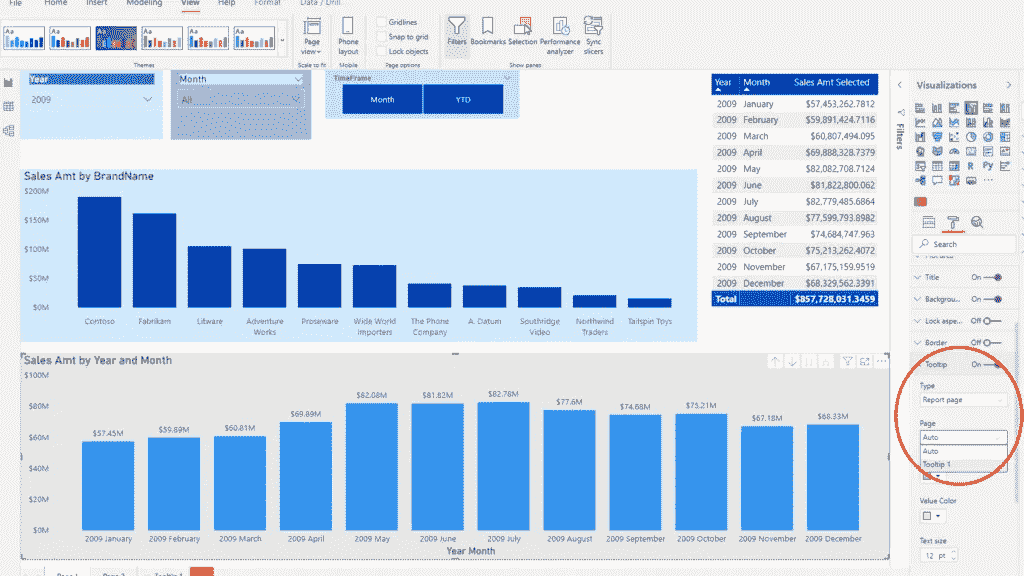 File Home Insert Modeling View Help Format Data / Drill
Aa Aa Aa Aa Aa Aa
Page view
Phone layout
Gridlines
Snap to grid
Lock objects
Filters Bookmarks Selection Performance analyzer Sync slicers
Themes Scale to fit Mobile Page options Show panes
Year
2009
Month
All
TimeFrame
Month YTD
Year Month Sales Amt Selected
2009 January $57,453,262.7812
2009 February $59,891,424.7116
2009 March $60,807,494.095
2009 April $69,888,328.7379
2009 May $82,082,708.7124
2009 June $81,822,800.062
2009 July $82,779,485.6864
2009 August $77,599,793.8982
2009 September $74,684,747.963
2009 October $75,213,262.4072
2009 November $67,175,159.9519
2009 December $68,329,562.3391
Total $857,728,031.3459
Sales Amt by BrandName
$200M
$150M
$100M
$50M
$0M
Contoso Fabrikam Litware Adventure Works Proseware Wide World Importers The Phone Company A. Datum Southridge Video Northwind Traders Tailspin Toys
Sales Amt by Year and Month
$100M
$80M
$60M
$40M
$20M
$0M
$57.45M $59.89M $60.81M $69.89M $82.08M $81.82M $82.78M $77.6M $74.68M $75.21M $67.18M $68.33M
2009 January 2009 February 2009 March 2009 April 2009 May 2009 June 2009 July 2009 August 2009 September 2009 October 2009 November 2009 December
Year Month
Page 1 Page 2 Tooltip 1
Filters
Visualizations
R Py
Search
Title On
Backgrou... On
Lock aspe... Off
Border Off
Tooltip On
Type
Report page
Page
Auto
Auto
Tooltip 1
Value Color
Text size
12 pt